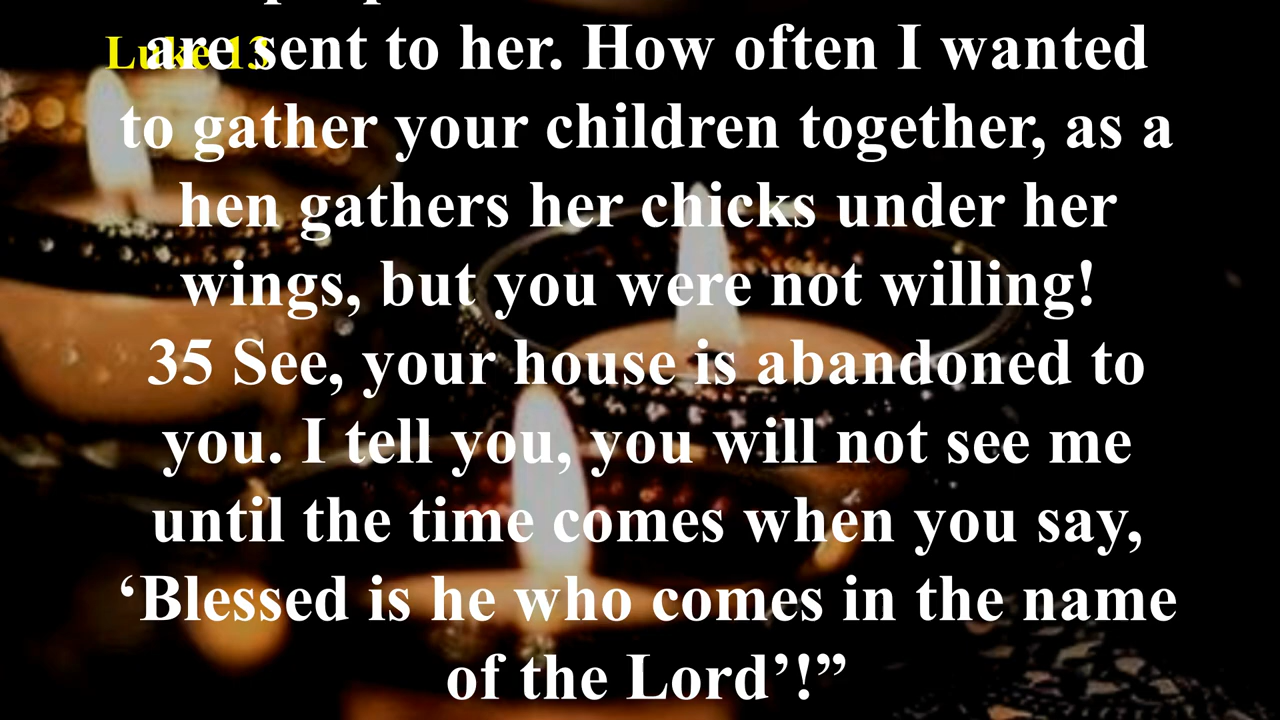 Luke 13
are sent to her. How often I wanted
to gather your children together, as a
hen gathers her chicks under her
wings, but you were not willing!
35 See, your house is abandoned to
you. I tell you, you will not see me
until the time comes when you say,
‘Blessed is he who comes in the name
of the Lord’!”